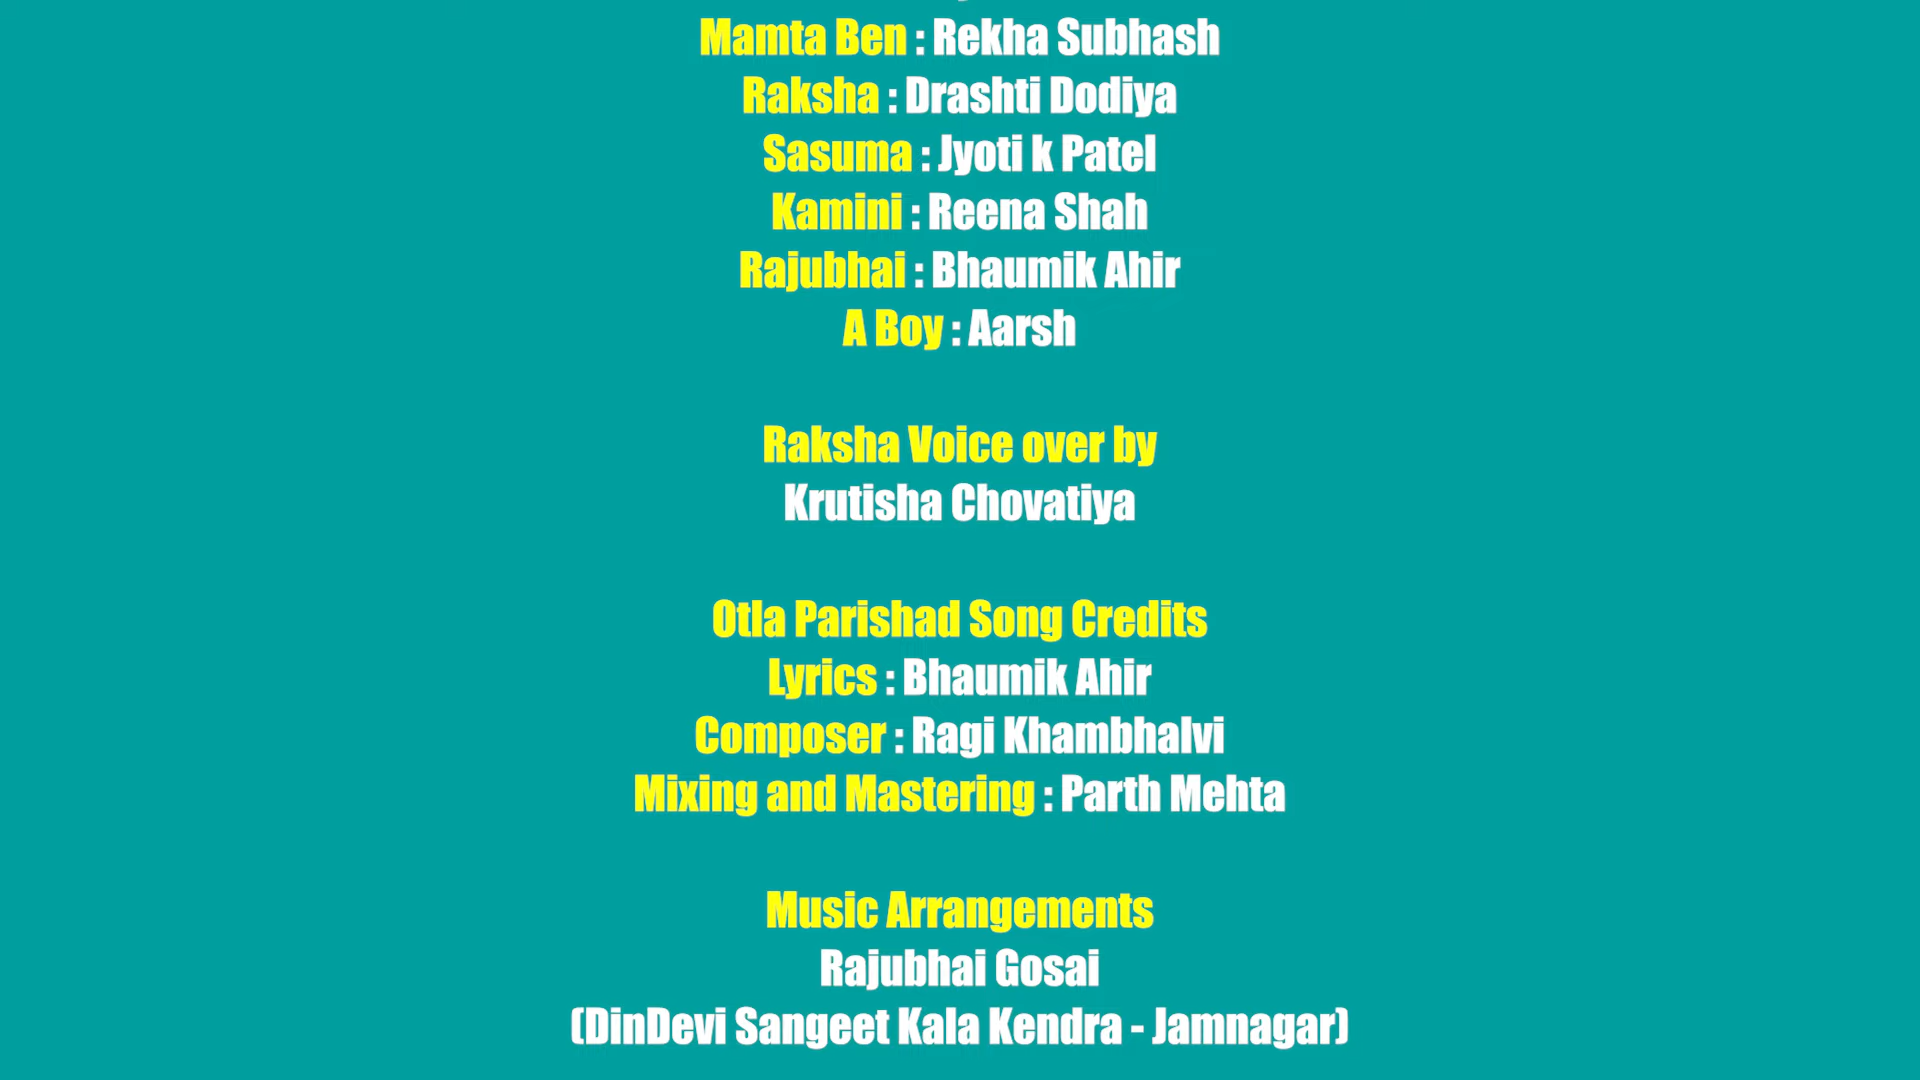 Mamta Ben : Rekha Subhash
Raksha : Drashti Dodiya
Sasuma : Jyoti k Patel
Kamini : Reena Shah
Rajubhai : Bhaumik Ahir
A Boy : Aarsh
Raksha Voice over by
Krutisha Chovatiya
Otla Parishad Song Credits
Lyrics : Bhaumik Ahir
Composer : Ragi Khambhalvi
Mixing and Mastering : Parth Mehta
Music Arrangements
Rajubhai Gosai
(DinDevi Sangeet Kala Kendra - Jamnagar)